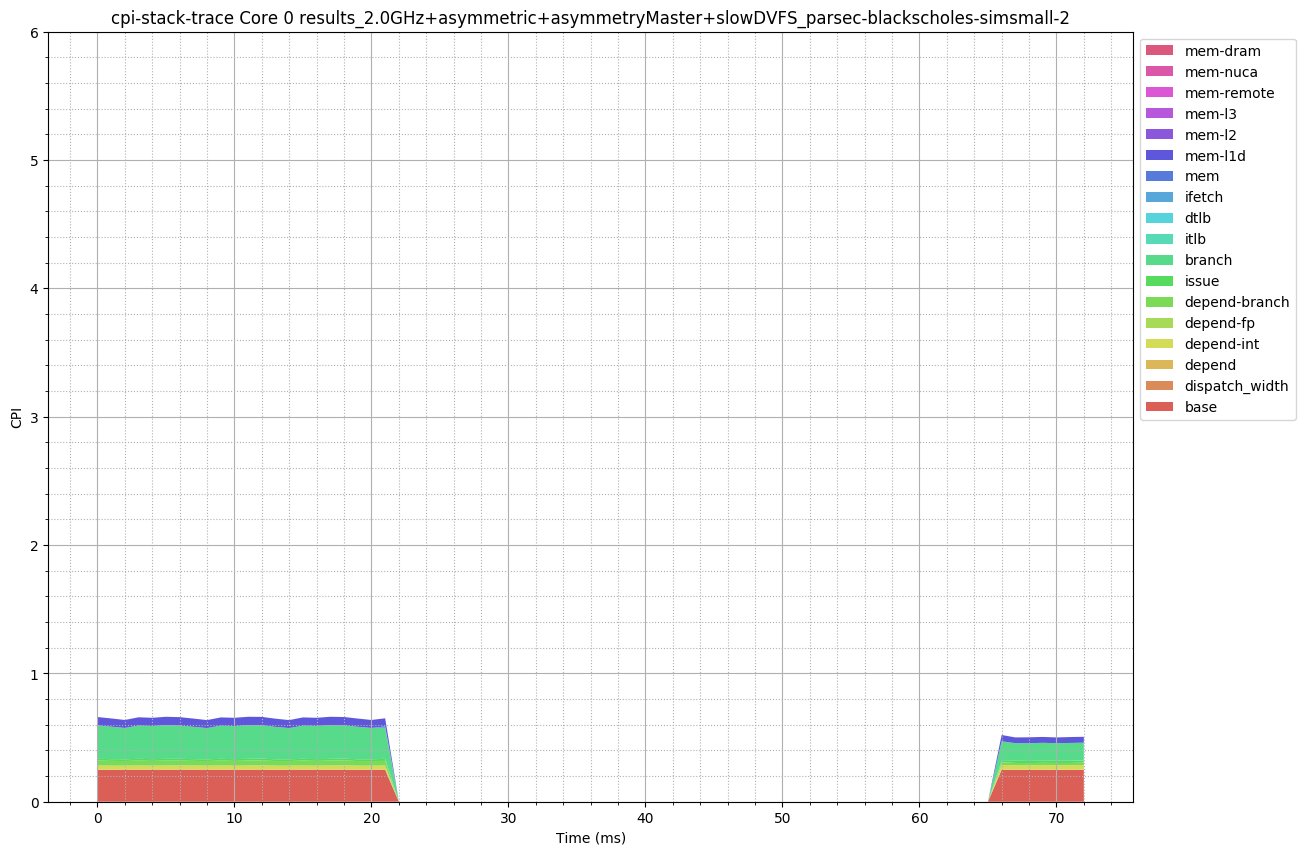 cpi-stack-trace Core 0 results_2.0GHz+asymmetric+asymmetryMaster+slowDVFS_parsec-blackscholes-simsmall-2
6
5
4
3
2
1
0
CPI
0 10 20 30 40 50 60 70
Time (ms)
mem-dram
mem-nuca
mem-remote
mem-l3
mem-l2
mem-l1d
mem
ifetch
dtlb
itlb
branch
issue
depend-branch
depend-fp
depend-int
depend
dispatch_width
base